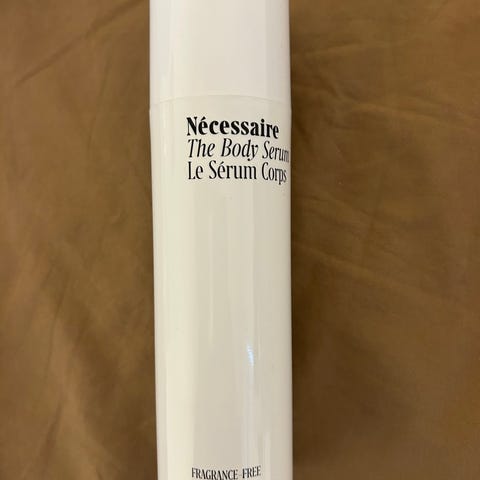 Nécessaire
The Body Serum
Le Sérum Corps
FRAGRANCE-FREE